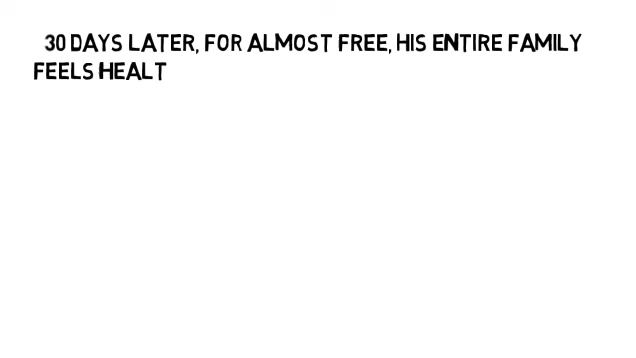 30 DAYS LATER, FOR ALMOST FREE, HIS ENTIRE FAMILY
FEELS HEALT